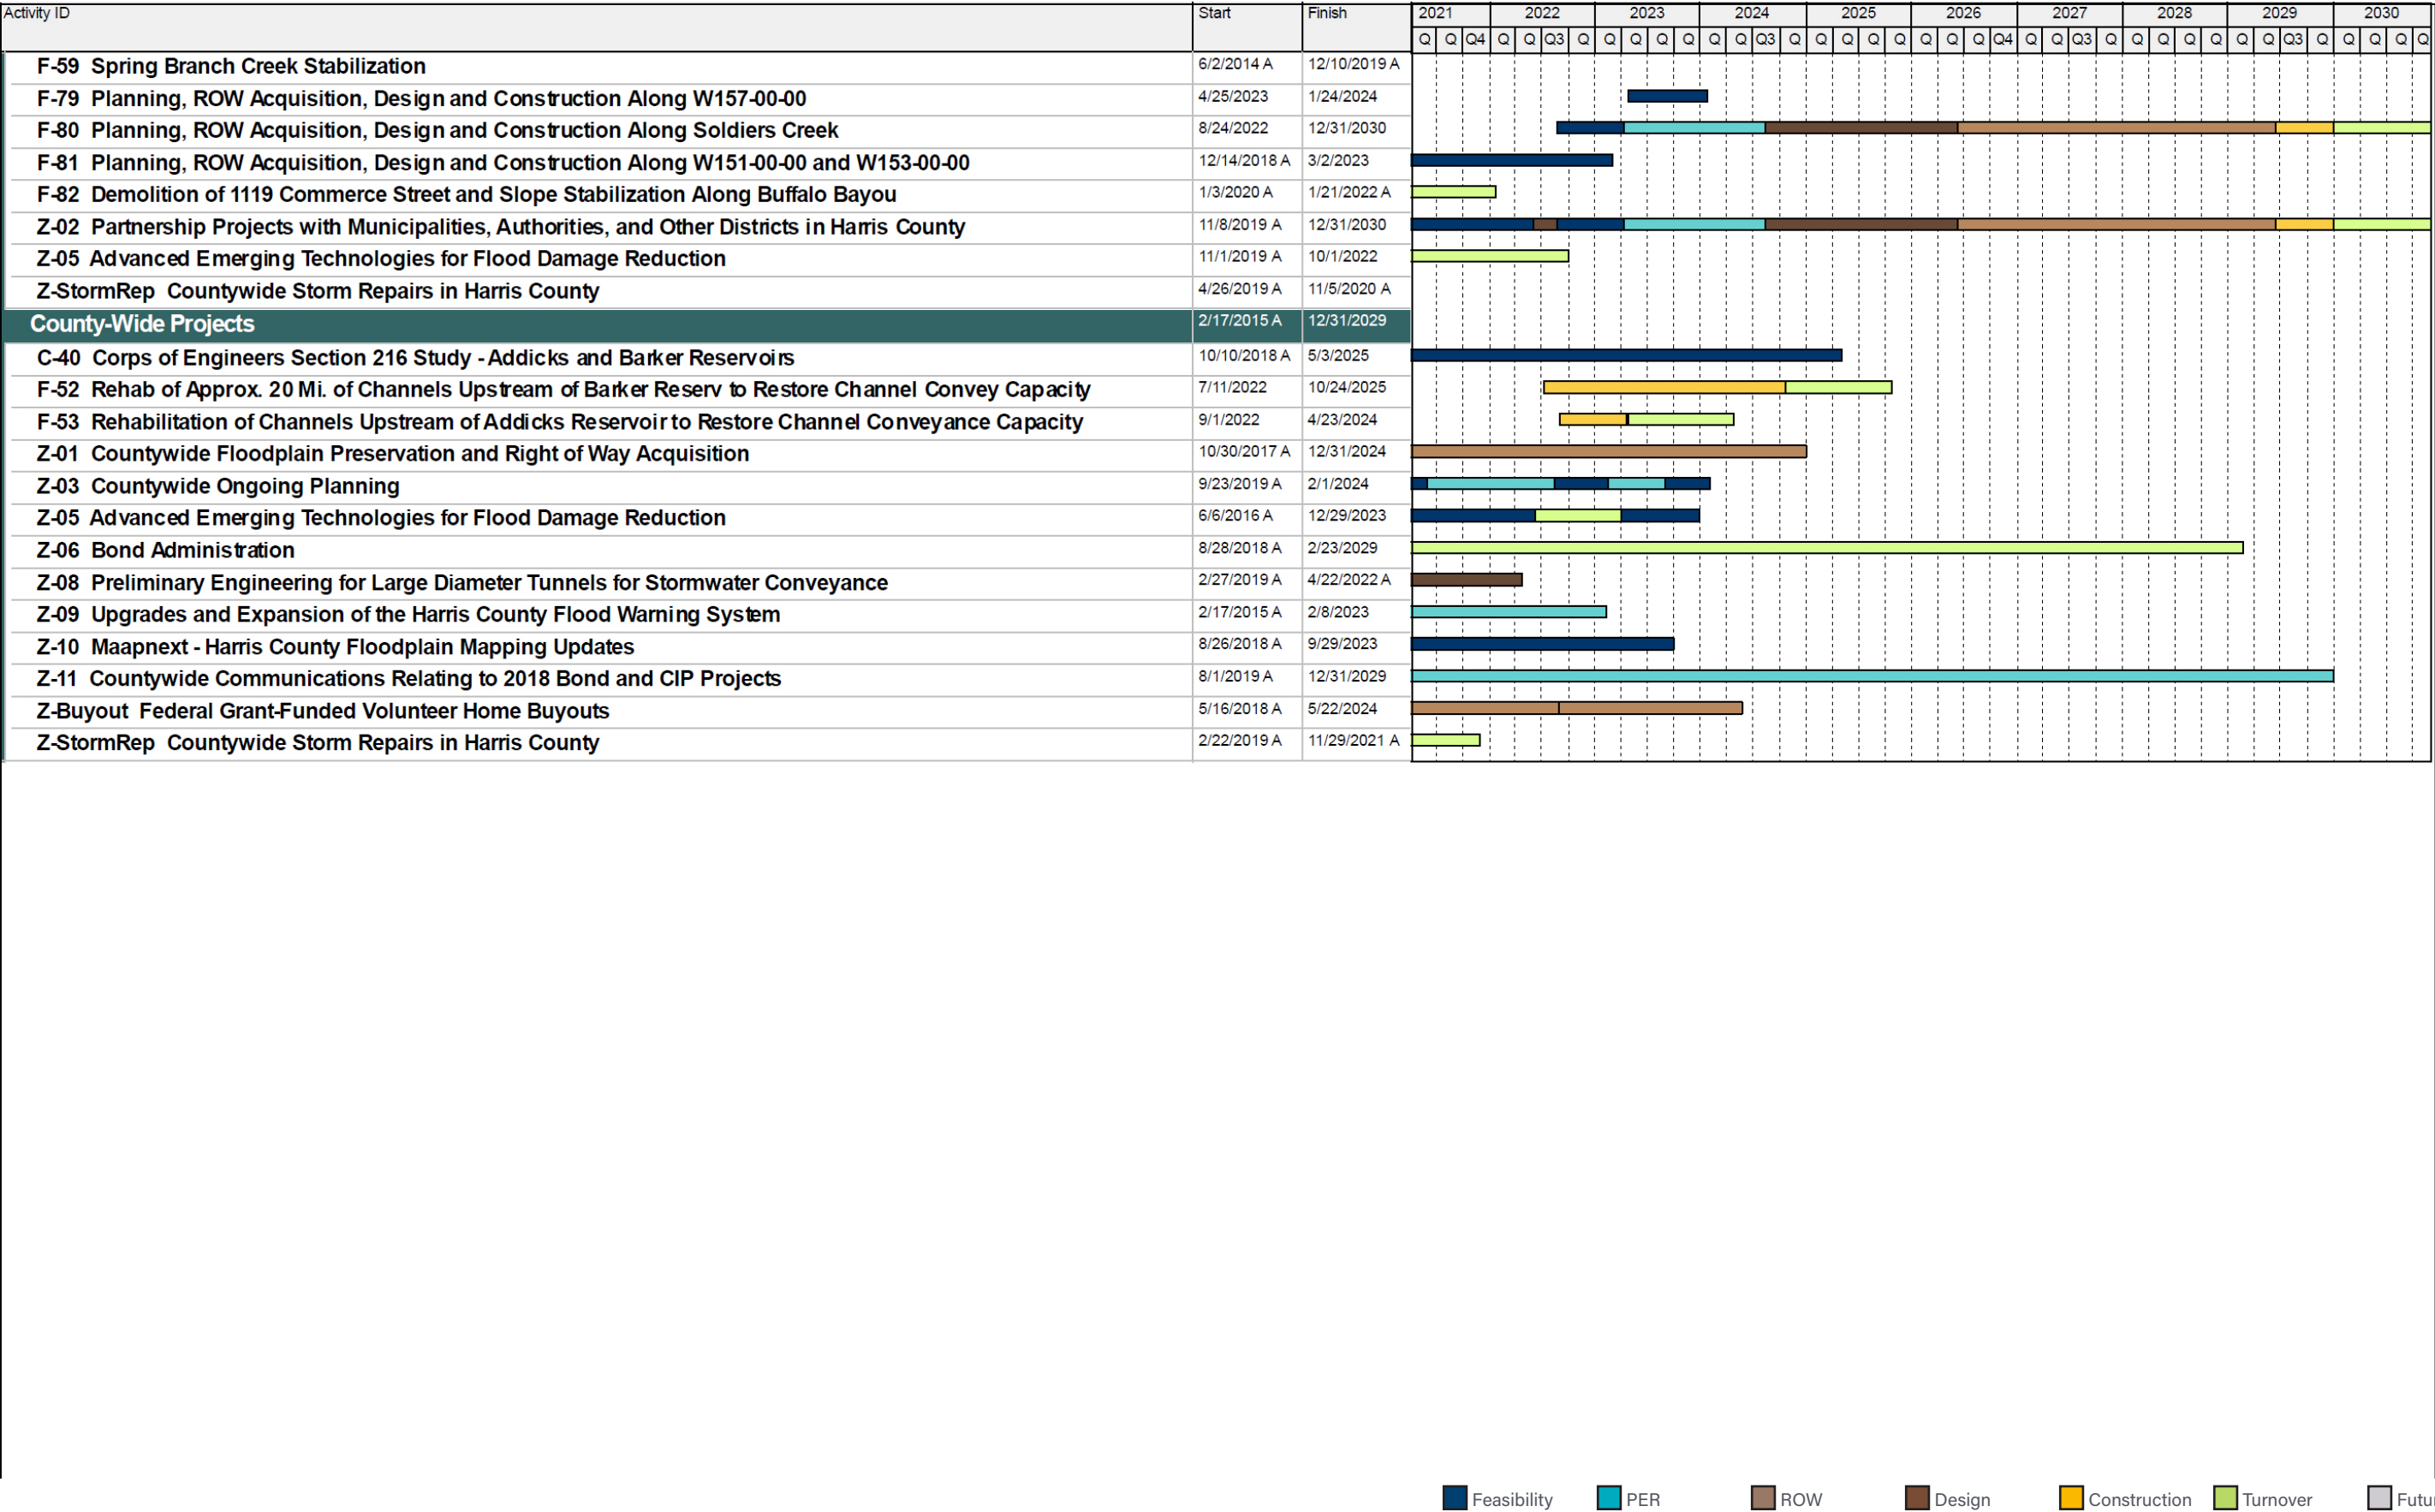 Activity ID Start Finish 2021 2022 2023 2024 2025 2026 2027 2028 2029 2030
Q Q Q4 Q Q Q3 Q Q Q Q Q Q Q Q3 Q Q Q Q Q Q Q Q Q4 Q Q Q3 Q Q Q Q Q Q Q Q3 Q Q Q Q Q
F-59 Spring Branch Creek Stabilization 6/2/2014 A 12/10/2019 A
F-79 Planning, ROW Acquisition, Design and Construction Along W157-00-00 4/25/2023 1/24/2024
F-80 Planning, ROW Acquisition, Design and Construction Along Soldiers Creek 8/24/2022 12/31/2030
F-81 Planning, ROW Acquisition, Design and Construction Along W151-00-00 and W153-00-00 12/14/2018 A 3/2/2023
F-82 Demolition of 1119 Commerce Street and Slope Stabilization Along Buffalo Bayou 1/3/2020 A 1/21/2022 A
Z-02 Partnership Projects with Municipalities, Authorities, and Other Districts in Harris County 11/8/2019 A 12/31/2030
Z-05 Advanced Emerging Technologies for Flood Damage Reduction 11/1/2019 A 10/1/2022
Z-StormRep Countywide Storm Repairs in Harris County 4/26/2019 A 11/5/2020 A
County-Wide Projects 2/17/2015 A 12/31/2029
C-40 Corps of Engineers Section 216 Study - Addicks and Barker Reservoirs 10/10/2018 A 5/3/2025
F-52 Rehab of Approx. 20 Mi. of Channels Upstream of Barker Reserv to Restore Channel Convey Capacity 7/11/2022 10/24/2025
F-53 Rehabilitation of Channels Upstream of Addicks Reservoir to Restore Channel Conveyance Capacity 9/1/2022 4/23/2024
Z-01 Countywide Floodplain Preservation and Right of Way Acquisition 10/30/2017 A 12/31/2024
Z-03 Countywide Ongoing Planning 9/23/2019 A 2/1/2024
Z-05 Advanced Emerging Technologies for Flood Damage Reduction 6/6/2016 A 12/29/2023
Z-06 Bond Administration 8/28/2018 A 2/23/2029
Z-08 Preliminary Engineering for Large Diameter Tunnels for Stormwater Conveyance 2/27/2019 A 4/22/2022 A
Z-09 Upgrades and Expansion of the Harris County Flood Warning System 2/17/2015 A 2/8/2023
Z-10 Maapnext - Harris County Floodplain Mapping Updates 8/26/2018 A 9/29/2023
Z-11 Countywide Communications Relating to 2018 Bond and CIP Projects 8/1/2019 A 12/31/2029
Z-Buyout Federal Grant-Funded Volunteer Home Buyouts 5/16/2018 A 5/22/2024
Z-StormRep Countywide Storm Repairs in Harris County 2/22/2019 A 11/29/2021 A
Feasibility PER ROW Design Construction Turnover Futu